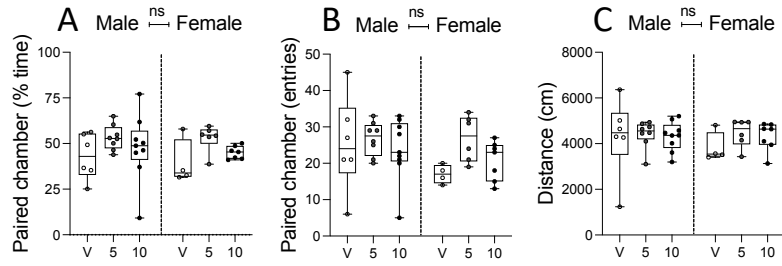 A
Male ns Female
Paired chamber (% time)
100
75
50
25
0
V 5 10 V 5 10
B
Male ns Female
Paired chamber (entries)
50
40
30
20
10
0
V 5 10 V 5 10
C
Male ns Female
Distance (cm)
8000
6000
4000
2000
0
V 5 10 V 5 10